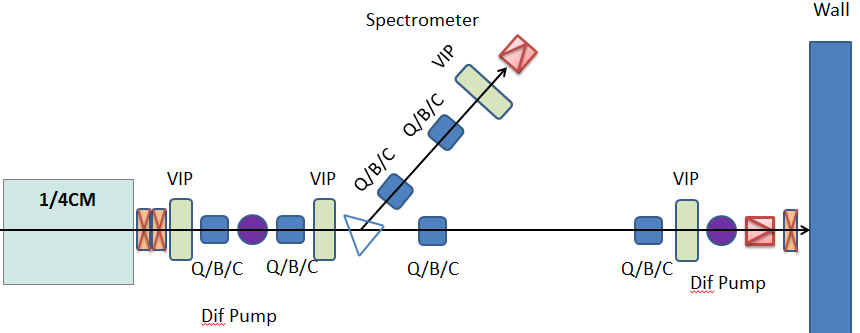 Spectrometer
Wall
VIP
Q/B/C
Q/B/C
1/4CM
VIP
VIP
VIP
Q/B/C
Q/B/C
Q/B/C
Q/B/C
Dif Pump
Dif Pump